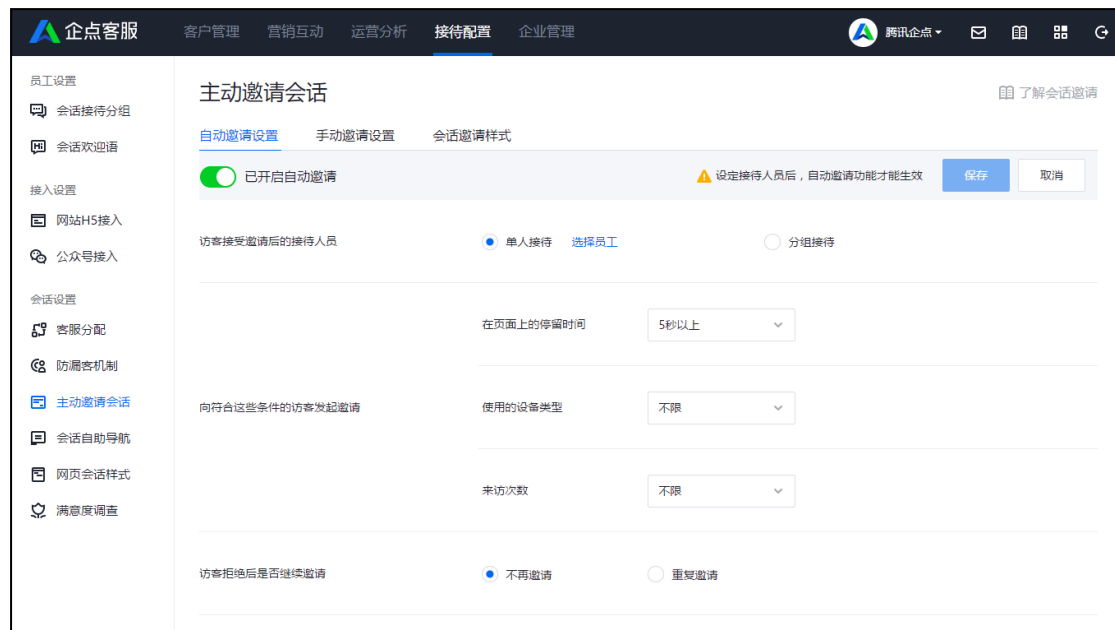 企点客服 客户管理 营销互动 运营分析 接待配置 企业管理 腾讯企点
员工设置
会话接待分组
会话欢迎语
接入设置
网站H5接入
公众号接入
会话设置
客服分配
防漏客机制
主动邀请会话
会话自助导航
网页会话样式
满意度调查
主动邀请会话 了解会话邀请
自动邀请设置 手动邀请设置 会话邀请样式
已开启自动邀请 设定接待人员后，自动邀请功能才能生效 保存 取消
访客接受邀请后的接待人员 单人接待 选择员工 分组接待
在页面上的停留时间 5秒以上
向符合这些条件的访客发起邀请 使用的设备类型 不限
来访次数 不限
访客拒绝后是否继续邀请 不再邀请 重复邀请